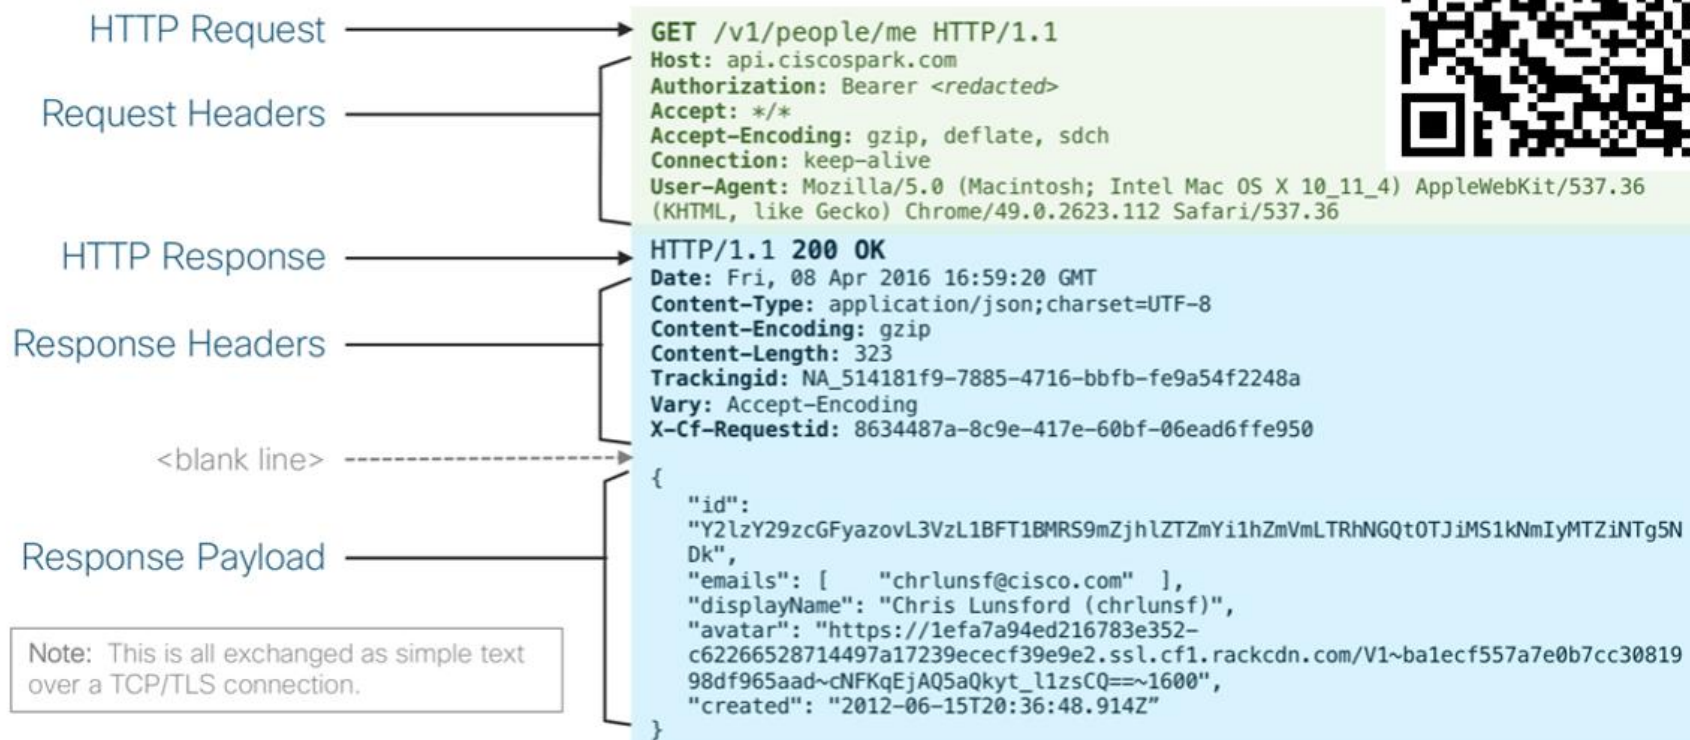 HTTP Request
GET /v1/people/me HTTP/1.1
Request Headers
Host: api.ciscospark.com
Authorization: Bearer <redacted>
Accept: */*
Accept-Encoding: gzip, deflate, sdch
Connection: keep-alive
User-Agent: Mozilla/5.0 (Macintosh; Intel Mac OS X 10_11_4) AppleWebKit/537.36
(KHTML, like Gecko) Chrome/49.0.2623.112 Safari/537.36
HTTP Response
HTTP/1.1 200 OK
Response Headers
Date: Fri, 08 Apr 2016 16:59:20 GMT
Content-Type: application/json;charset=UTF-8
Content-Encoding: gzip
Content-Length: 323
Trackingid: NA_514181f9-7885-4716-bbfb-fe9a54f2248a
Vary: Accept-Encoding
X-Cf-Requestid: 8634487a-8c9e-417e-60bf-06ead6ffe950
<blank line>
Response Payload
{
"id":
"Y2lzY29zcGFyazovL3VzL1BFT1BMRS9mZjhlZTZmYi1hZmVmLTRhNGQtOTJiMS1kNmIyMTZiNTg5N
Dk",
"emails": [ "chrlunsf@cisco.com" ],
"displayName": "Chris Lunsford (chrlunsf)",
"avatar": "https://1efa7a94ed216783e352-
c62266528714497a17239ececf39e9e2.ssl.cf1.rackcdn.com/V1~ba1ecf557a7e0b7cc30819
98df965aad~cNFKqEjAQ5aQkyt_l1zsCQ==~1600",
"created": "2012-06-15T20:36:48.914Z”
}
Note: This is all exchanged as simple text
over a TCP/TLS connection.